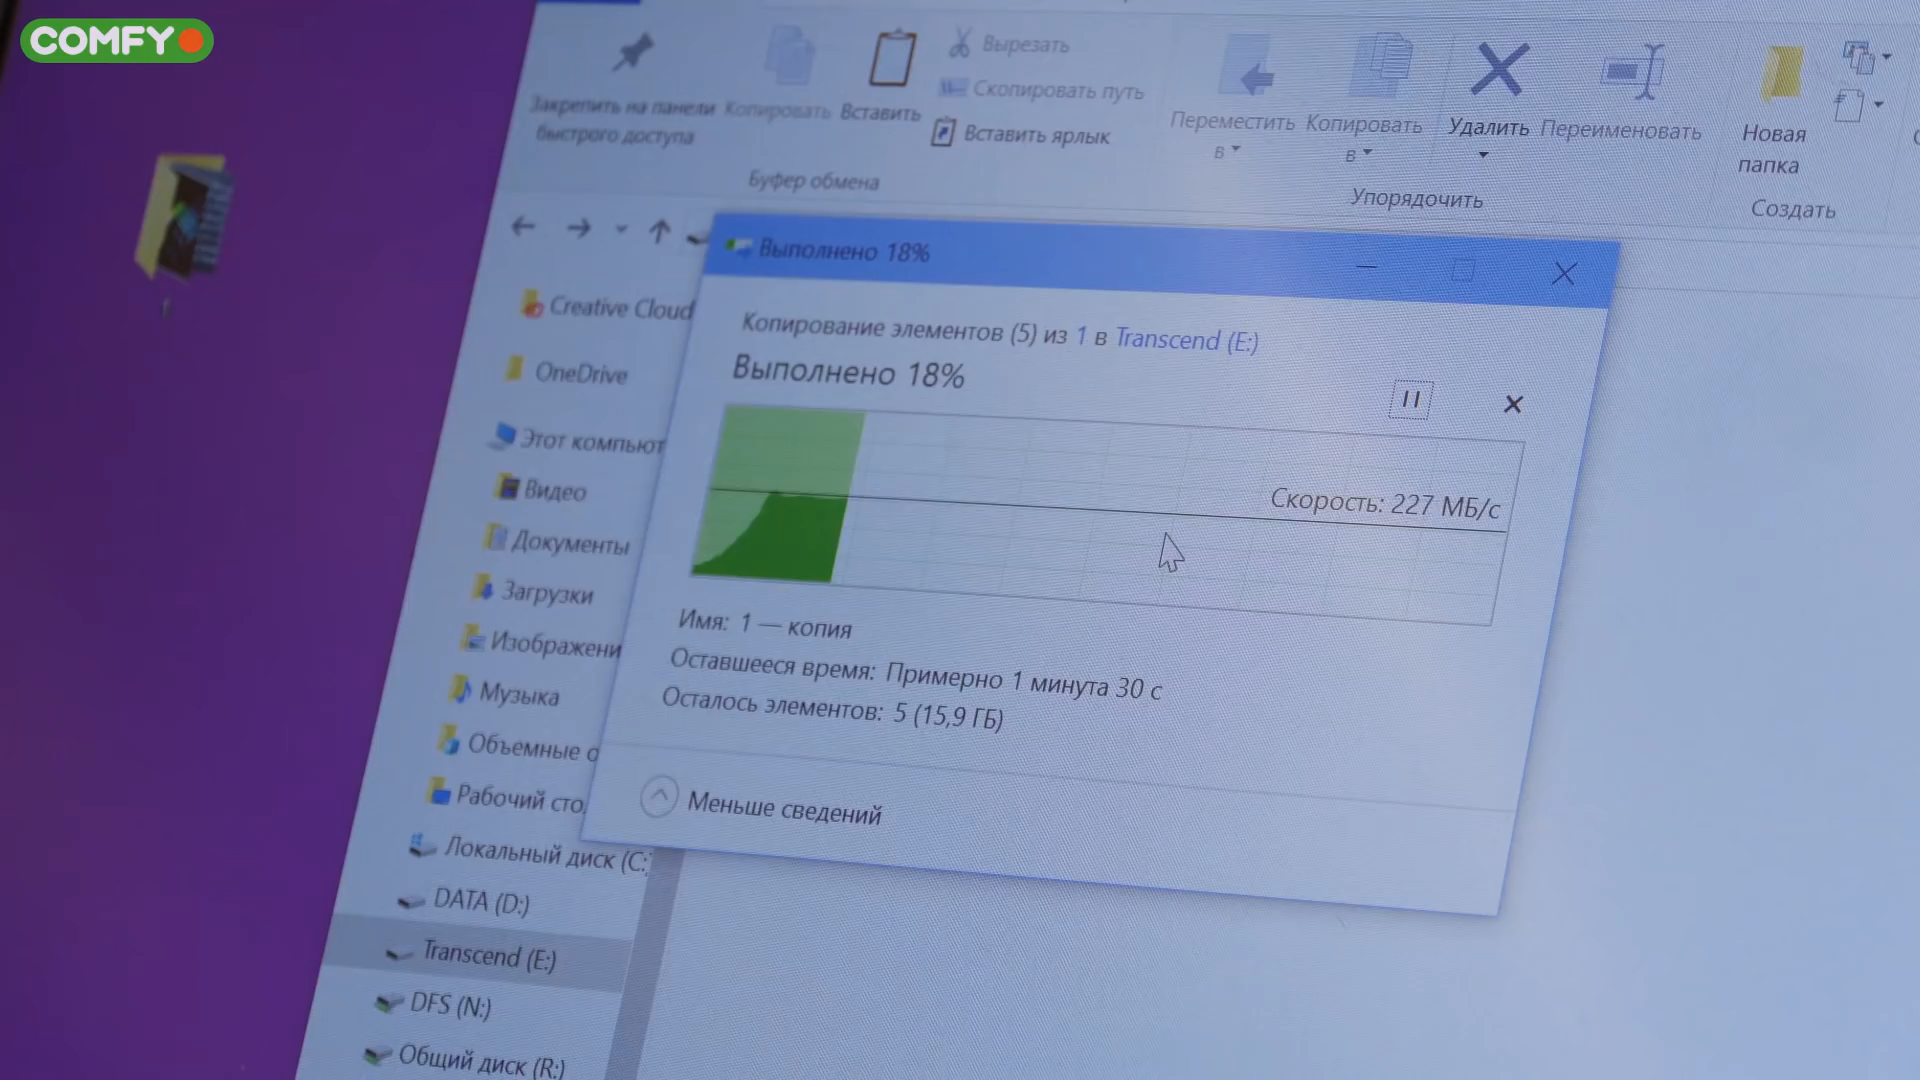 COMFY
Закрепить на панели
быстрого доступа
Копировать
Вставить
Вырезать
Скопировать путь
Вставить ярлык
Буфер обмена
Переместить
в
Копировать
в
Удалить
Переименовать
Упорядочить
Новая
папка
Создать
Выполнено 18%
Копирование элементов (5) из 1 в Transcend (E:)
Выполнено 18%
Скорость: 227 МБ/с
Имя: 1 — копия
Оставшееся время: Примерно 1 минута 30 с
Осталось элементов: 5 (15,9 ГБ)
Меньше сведений
Creative Cloud
OneDrive
Этот компьют
Видео
Документы
Загрузки
Изображени
Музыка
Объемные о
Рабочий сто
Локальный диск (C:)
DATA (D:)
Transcend (E:)
DFS (N:)
Общий диск (R:)